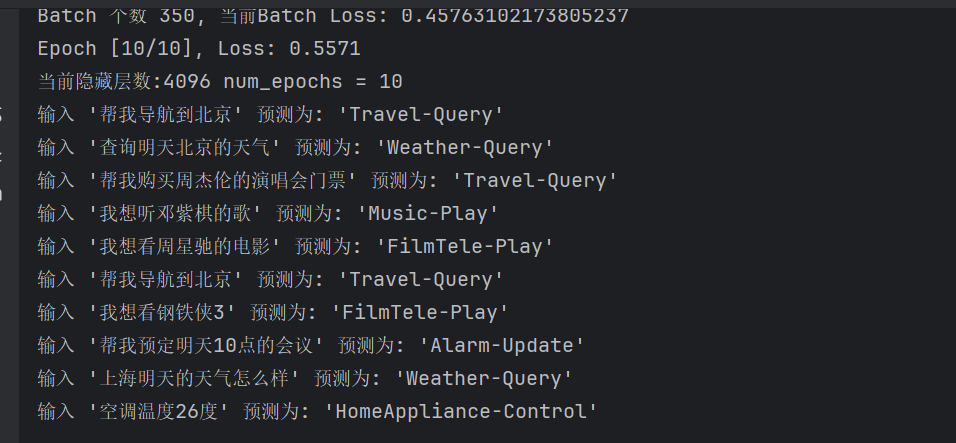 Batch 个数 350, 当前Batch Loss: 0.45763102173805237
Epoch [10/10], Loss: 0.5571
当前隐藏层数:4096 num_epochs = 10
输入 '帮我导航到北京' 预测为: 'Travel-Query'
输入 '查询明天北京的天气' 预测为: 'Weather-Query'
输入 '帮我购买周杰伦的演唱会门票' 预测为: 'Travel-Query'
输入 '我想听邓紫棋的歌' 预测为: 'Music-Play'
输入 '我想看周星驰的电影' 预测为: 'FilmTele-Play'
输入 '帮我导航到北京' 预测为: 'Travel-Query'
输入 '我想看钢铁侠3' 预测为: 'FilmTele-Play'
输入 '帮我预定明天10点的会议' 预测为: 'Alarm-Update'
输入 '上海明天的天气怎么样' 预测为: 'Weather-Query'
输入 '空调温度26度' 预测为: 'HomeAppliance-Control'